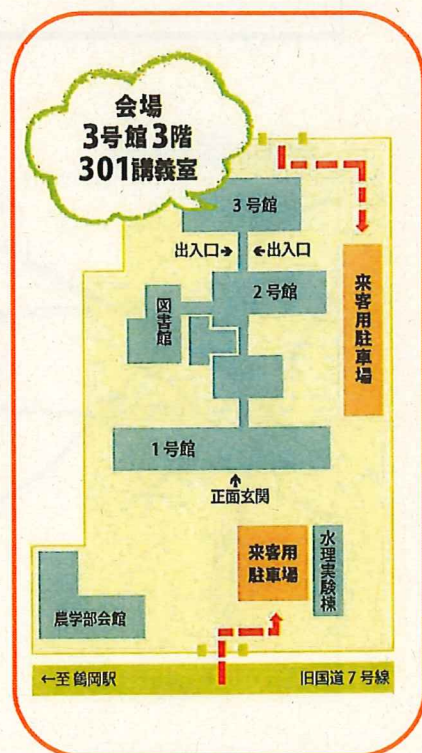 会場
3号館3階
301講義室
3号館
出入口→ ←出入口
2号館
図書館
来客用駐車場
1号館
↑
正面玄関
来客用
駐車場
水理実験棟
農学部会館
←至 鶴岡駅
旧国道7号線